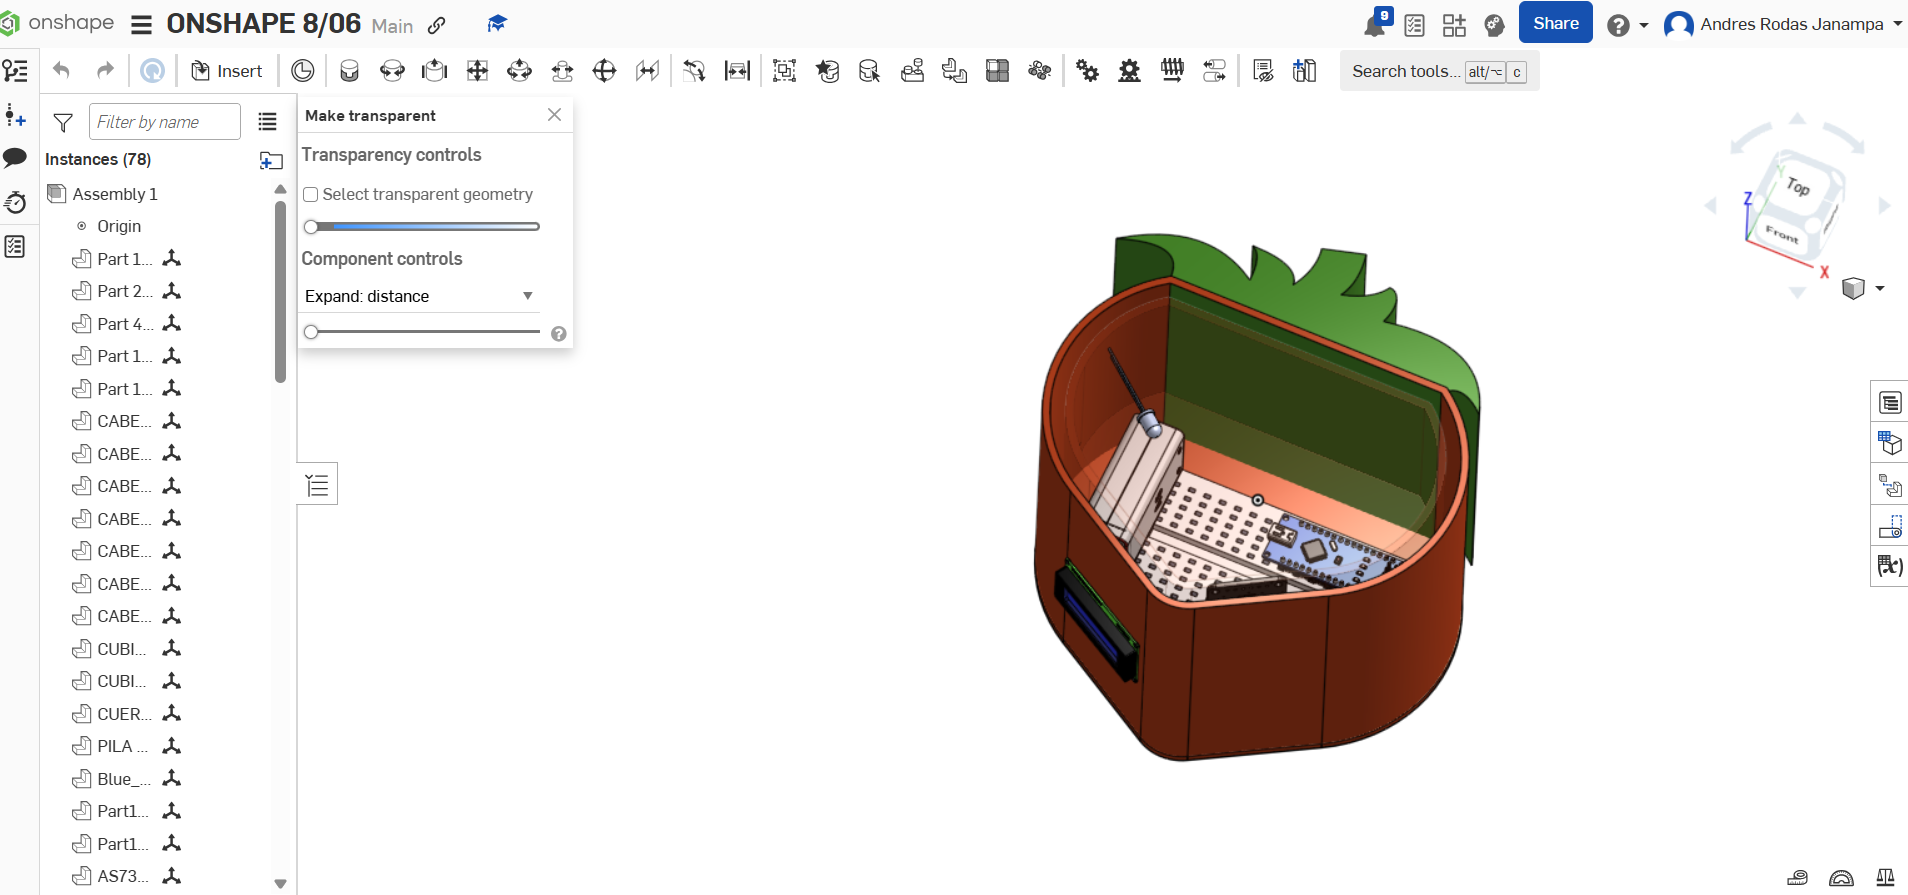 onshape ONSHAPE 8/06 Main
9
Share
Andres Rodas Janampa
Insert
Search tools... alt/⌥ c
Filter by name
Instances (78)
Assembly 1
Origin
Part 1...
Part 2...
Part 4...
Part 1...
Part 1...
CABE...
CABE...
CABE...
CABE...
CABE...
CABE...
CABE...
CUBI...
CUBI...
CUER...
PILA ...
Blue_...
Part1...
Part1...
AS73...
Make transparent
Transparency controls
Select transparent geometry
Component controls
Expand: distance
Top
Front
Z
Y
X
(x)